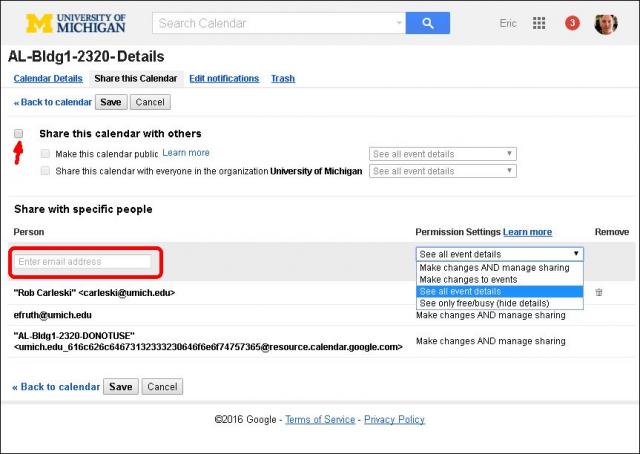 UNIVERSITY OF MICHIGAN
Search Calendar
Eric
3
AL-Bldg1-2320-Details
Calendar Details Share this Calendar Edit notifications Trash
« Back to calendar Save Cancel
Share this calendar with others
Make this calendar public Learn more See all event details
Share this calendar with everyone in the organization University of Michigan See all event details
Share with specific people
Person Permission Settings Learn more Remove
Enter email address See all event details
Make changes AND manage sharing
Make changes to events
See all event details
See only free/busy (hide details)
"Rob Carleski" <carleski@umich.edu>
efruth@umich.edu Make changes AND manage sharing
"AL-Bldg1-2320-DONOTUSE"
<umich.edu_616c626c64673132333230646f6e6f74757365@resource.calendar.google.com> Make changes AND manage sharing
« Back to calendar Save Cancel
©2016 Google - Terms of Service - Privacy Policy